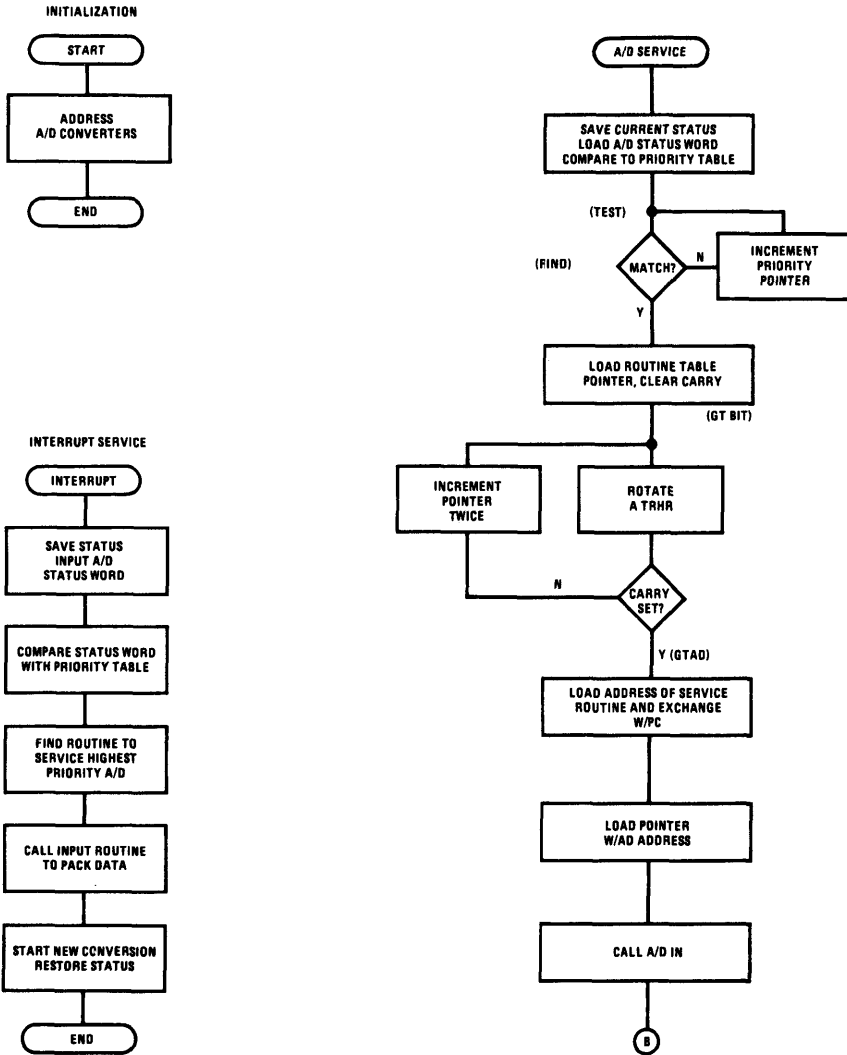 INITIALIZATION
START
ADDRESS
A/D CONVERTERS
END
INTERRUPT SERVICE
INTERRUPT
SAVE STATUS
INPUT A/D
STATUS WORD
COMPARE STATUS WORD
WITH PRIORITY TABLE
FIND ROUTINE TO
SERVICE HIGHEST
PRIORITY A/D
CALL INPUT ROUTINE
TO PACK DATA
START NEW CONVERSION
RESTORE STATUS
END
A/D SERVICE
SAVE CURRENT STATUS
LOAD A/D STATUS WORD
COMPARE TO PRIORITY TABLE
(TEST)
(FIND)
MATCH?
N
INCREMENT
PRIORITY
POINTER
Y
LOAD ROUTINE TABLE
POINTER, CLEAR CARRY
(GT BIT)
INCREMENT
POINTER
TWICE
ROTATE
A TRHR
N
CARRY
SET?
Y (GTAD)
LOAD ADDRESS OF SERVICE
ROUTINE AND EXCHANGE
W/PC
LOAD POINTER
W/AD ADDRESS
CALL A/D IN
B